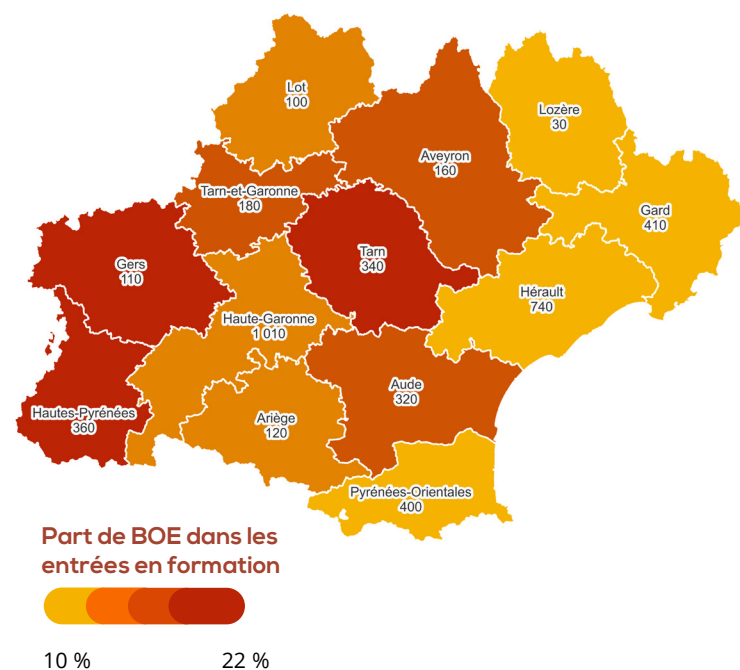 Lot
100
Lozère
30
Aveyron
160
Tarn-et-Garonne
180
Gard
410
Tarn
340
Gers
110
Hérault
740
Haute-Garonne
1 010
Aude
320
Hautes-Pyrénées
360
Ariège
120
Pyrénées-Orientales
400
Part de BOE dans les
entrées en formation
10 % 22 %